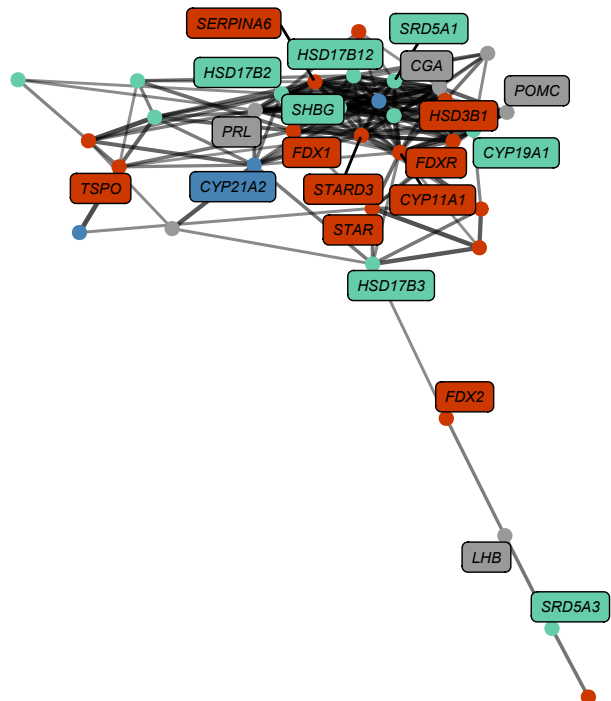 SERPINA6
SRD5A1
HSD17B12
CGA
HSD17B2
POMC
SHBG
HSD3B1
PRL
FDX1
FDXR
CYP19A1
TSPO
CYP21A2
STARD3
CYP11A1
STAR
HSD17B3
FDX2
LHB
SRD5A3